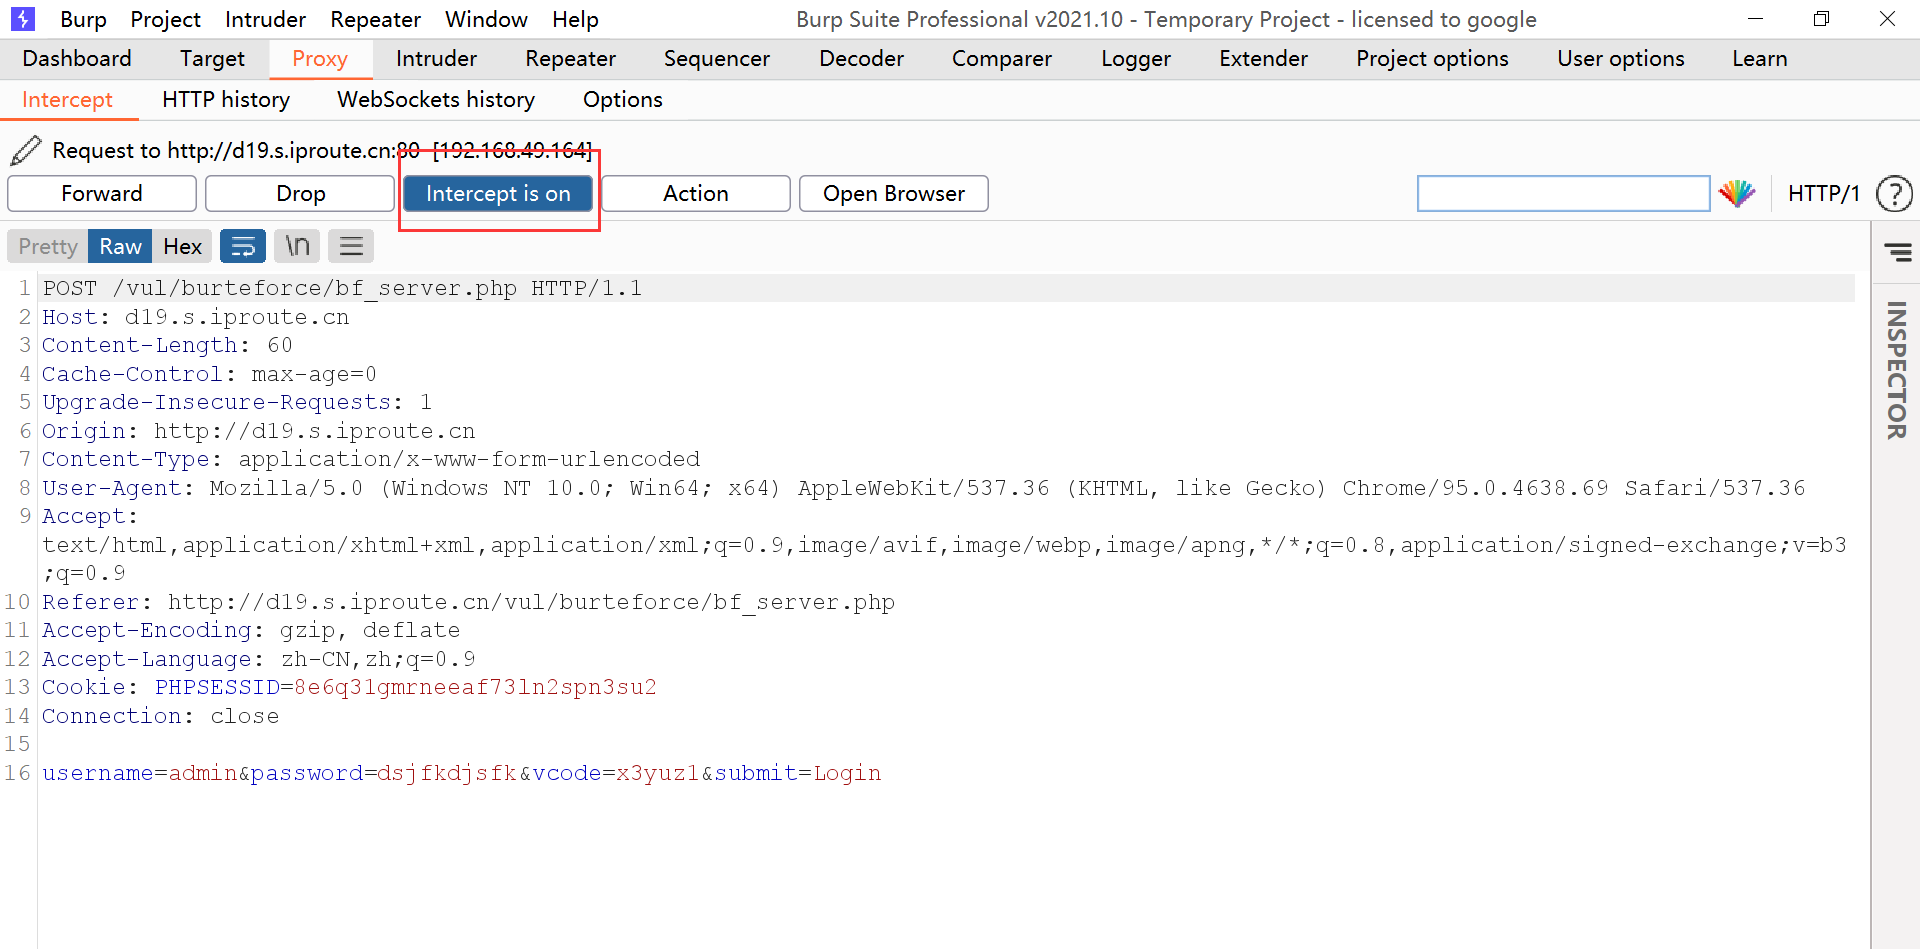 Burp Project Intruder Repeater Window Help Burp Suite Professional v2021.10 - Temporary Project - licensed to google
Dashboard Target Proxy Intruder Repeater Sequencer Decoder Comparer Logger Extender Project options User options Learn
Intercept HTTP history WebSockets history Options
Request to http://d19.s.iproute.cn:80 [192.168.49.164]
Forward Drop Intercept is on Action Open Browser HTTP/1 ?
Pretty Raw Hex \n
INSPECTOR
1 POST /vul/burteforce/bf_server.php HTTP/1.1
2 Host: d19.s.iproute.cn
3 Content-Length: 60
4 Cache-Control: max-age=0
5 Upgrade-Insecure-Requests: 1
6 Origin: http://d19.s.iproute.cn
7 Content-Type: application/x-www-form-urlencoded
8 User-Agent: Mozilla/5.0 (Windows NT 10.0; Win64; x64) AppleWebKit/537.36 (KHTML, like Gecko) Chrome/95.0.4638.69 Safari/537.36
9 Accept:
text/html,application/xhtml+xml,application/xml;q=0.9,image/avif,image/webp,image/apng,*/*;q=0.8,application/signed-exchange;v=b3
;q=0.9
10 Referer: http://d19.s.iproute.cn/vul/burteforce/bf_server.php
11 Accept-Encoding: gzip, deflate
12 Accept-Language: zh-CN,zh;q=0.9
13 Cookie: PHPSESSID=8e6q31gmrneeaf73ln2spn3su2
14 Connection: close
15
16 username=admin&password=dsjfkdjsfk&vcode=x3yuz1&submit=Login